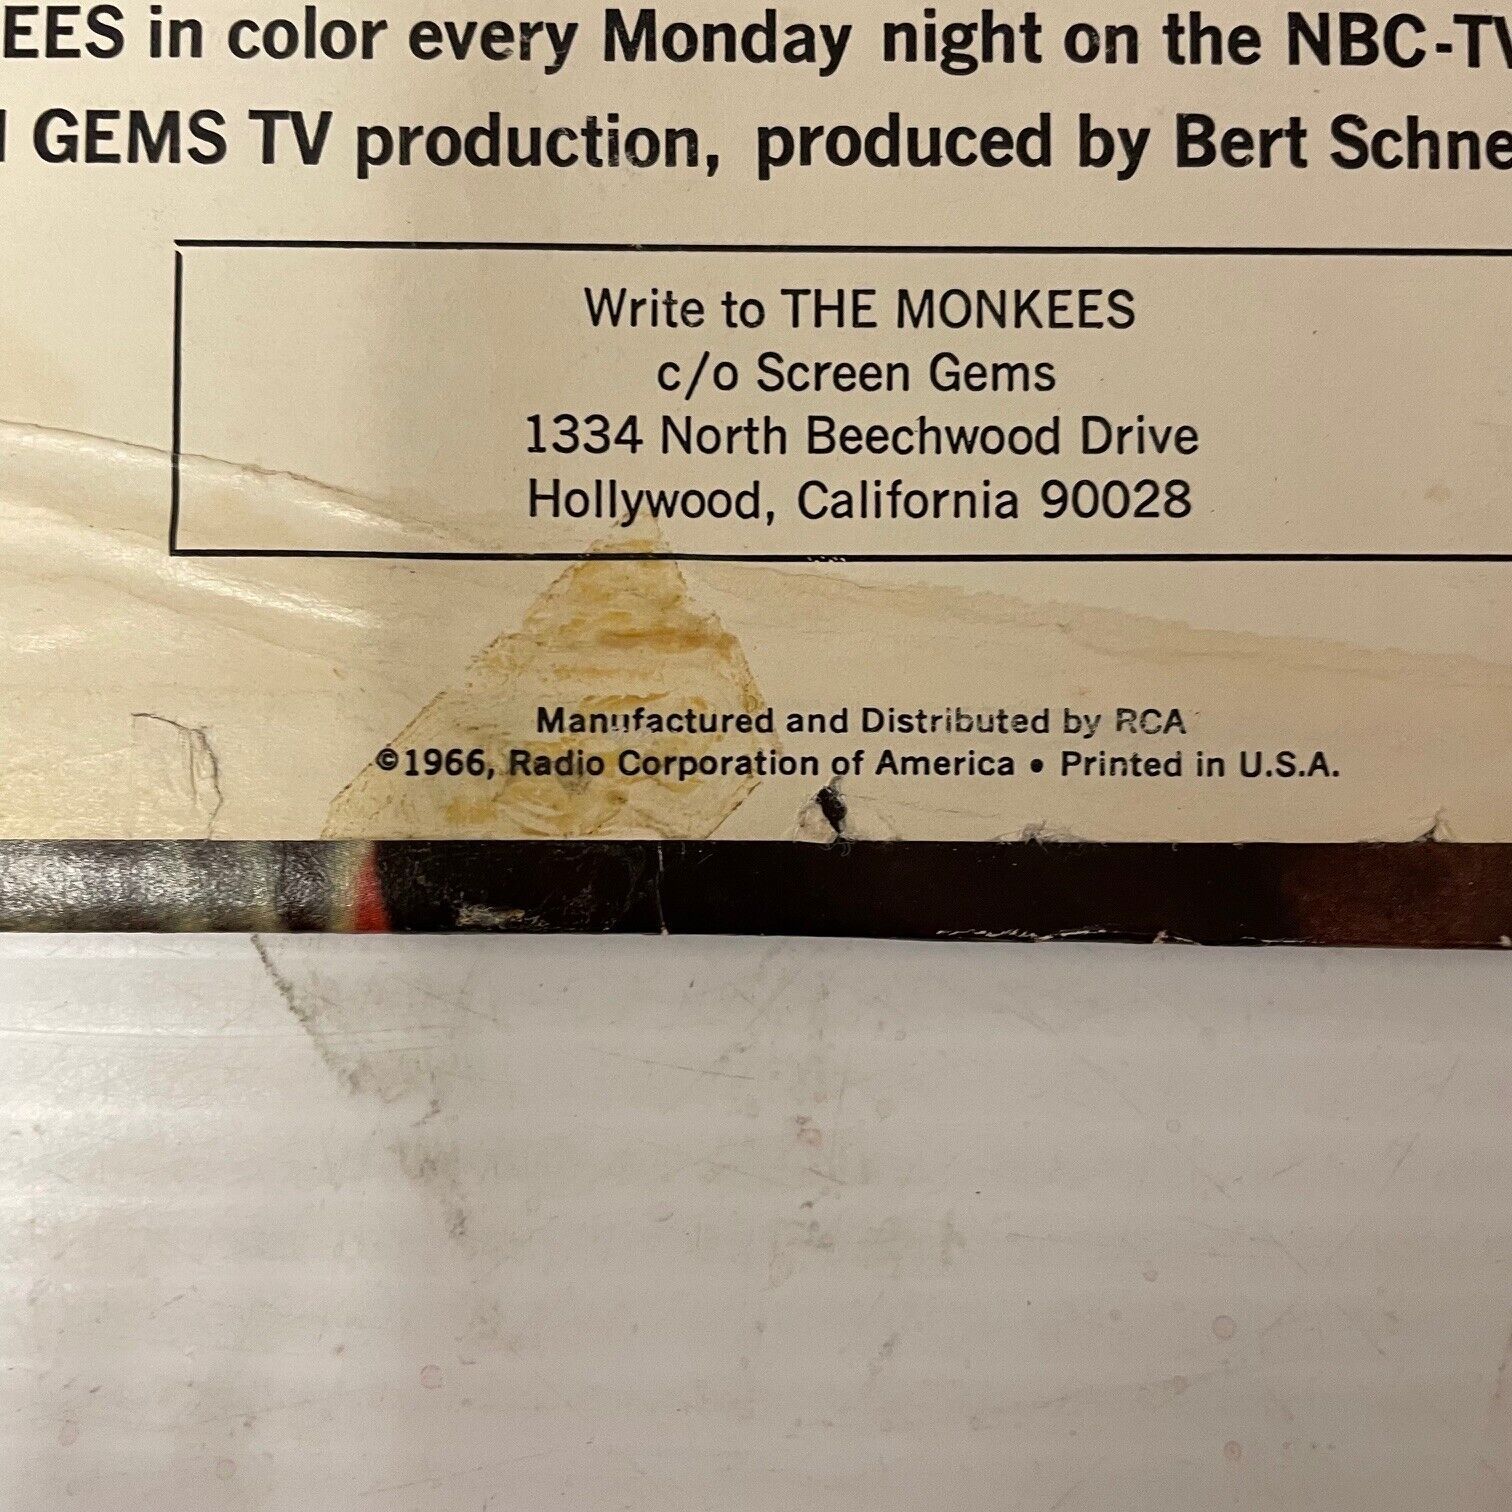 EES in color every Monday night on the NBC-TV
GEMS TV production, produced by Bert Schne
Write to THE MONKEES
c/o Screen Gems
1334 North Beechwood Drive
Hollywood, California 90028
Manufactured and Distributed by RCA
©1966, Radio Corporation of America • Printed in U.S.A.